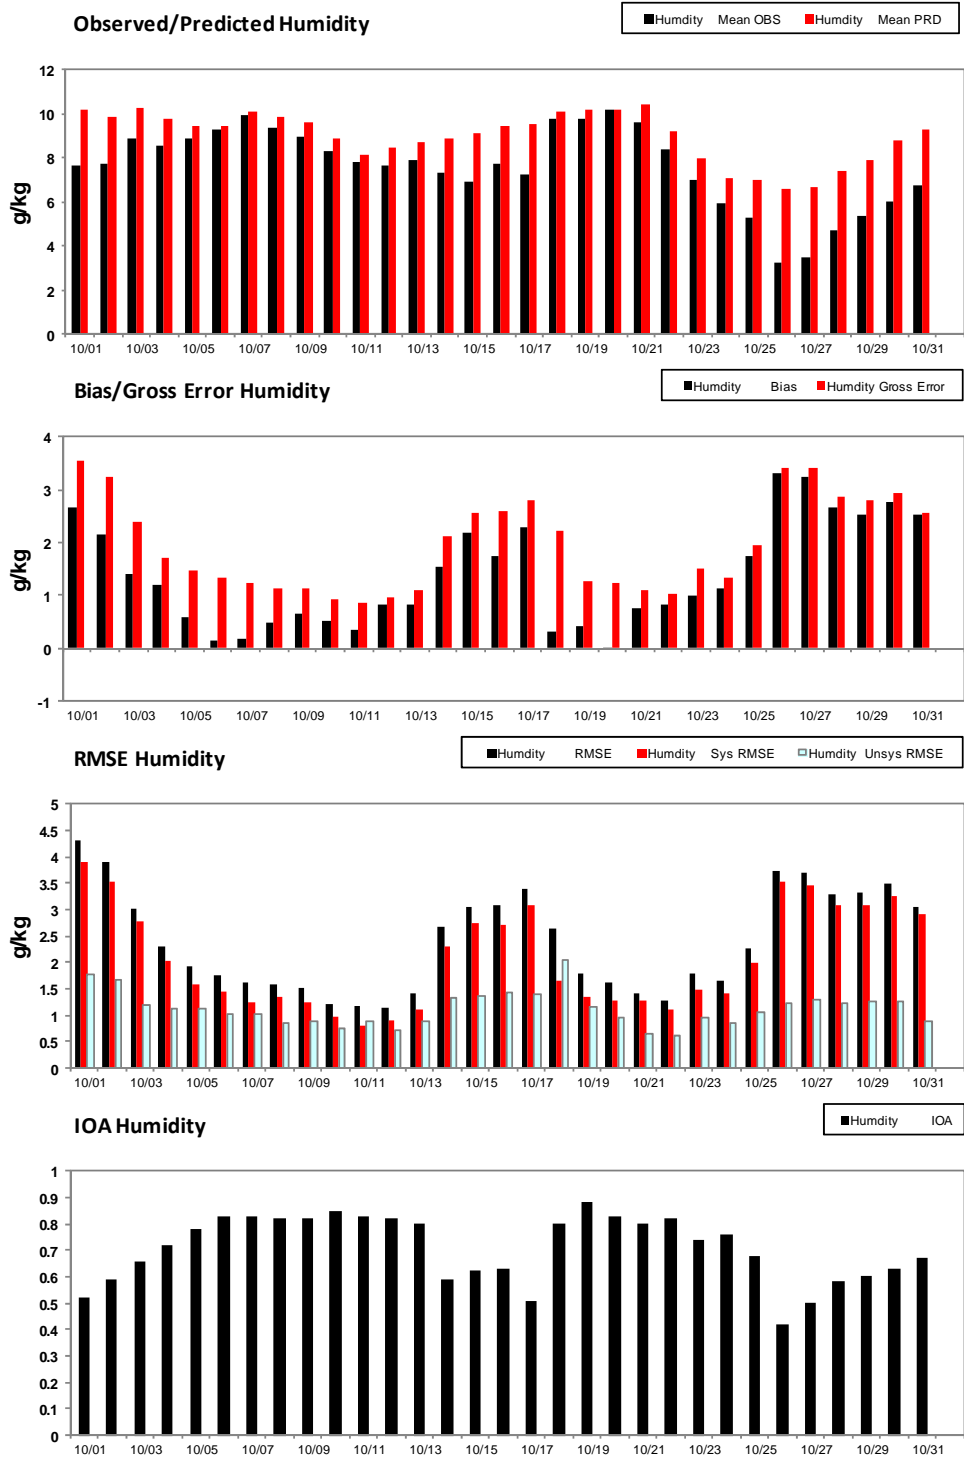 Observed/Predicted Humidity
Humdity Mean OBS Humdity Mean PRD
12
10
8
6
4
2
0
g/kg
10/01 10/03 10/05 10/07 10/09 10/11 10/13 10/15 10/17 10/19 10/21 10/23 10/25 10/27 10/29 10/31
Bias/Gross Error Humidity
Humdity Bias Humdity Gross Error
4
3
2
1
0
-1
g/kg
10/01 10/03 10/05 10/07 10/09 10/11 10/13 10/15 10/17 10/19 10/21 10/23 10/25 10/27 10/29 10/31
RMSE Humidity
Humdity RMSE Humdity Sys RMSE Humdity Unsys RMSE
5
4.5
4
3.5
3
2.5
2
1.5
1
0.5
0
g/kg
10/01 10/03 10/05 10/07 10/09 10/11 10/13 10/15 10/17 10/19 10/21 10/23 10/25 10/27 10/29 10/31
IOA Humidity
Humdity IOA
1
0.9
0.8
0.7
0.6
0.5
0.4
0.3
0.2
0.1
0
10/01 10/03 10/05 10/07 10/09 10/11 10/13 10/15 10/17 10/19 10/21 10/23 10/25 10/27 10/29 10/31